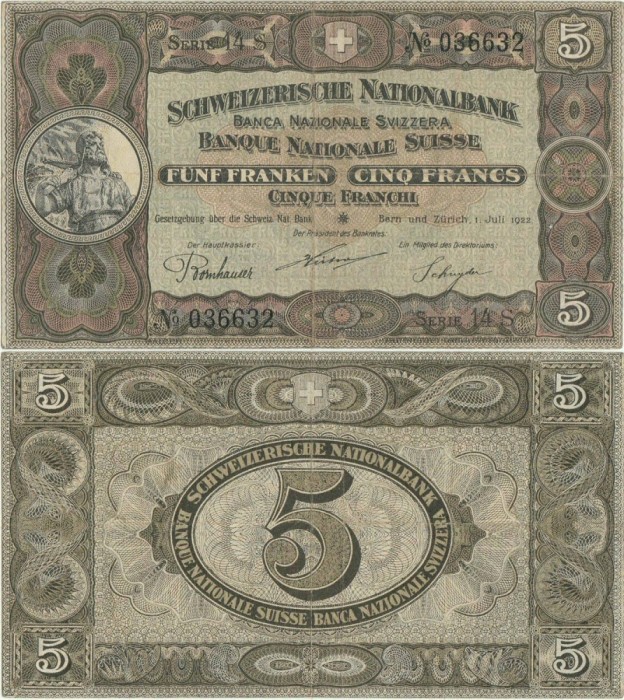 SERIE 14 S
№ 036632
5
SCHWEIZERISCHE NATIONALBANK
BANCA NAZIONALE SVIZZERA
BANQUE NATIONALE SUISSE
FÜNF FRANKEN CINQ FRANCS
CINQUE FRANCHI
Gesetzgebung über die Schweiz. Nat. Bank Bern und Zürich, 1. Juli 1922
Der Präsident des Bankrates:
Der Hauptkassier: Ein Mitglied des Direktoriums:
Bornhauser Schnyder
5
№ 036632
SERIE 14 S
5 5
SCHWEIZERISCHE NATIONALBANK
5
BANQUE NATIONALE SUISSE BANCA NAZIONALE SVIZZERA
5 5